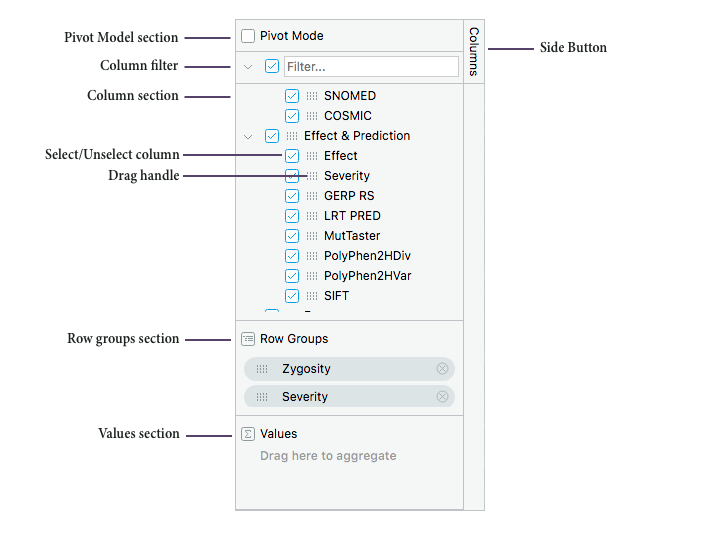 Pivot Model section
Pivot Mode
Columns
Side Button
Column filter
Filter...
Column section
SNOMED
COSMIC
Effect & Prediction
Select/Unselect column
Effect
Drag handle
Severity
GERP RS
LRT PRED
MutTaster
PolyPhen2HDiv
PolyPhen2HVar
SIFT
Row groups section
Row Groups
Zygosity
Severity
Values section
Σ Values
Drag here to aggregate